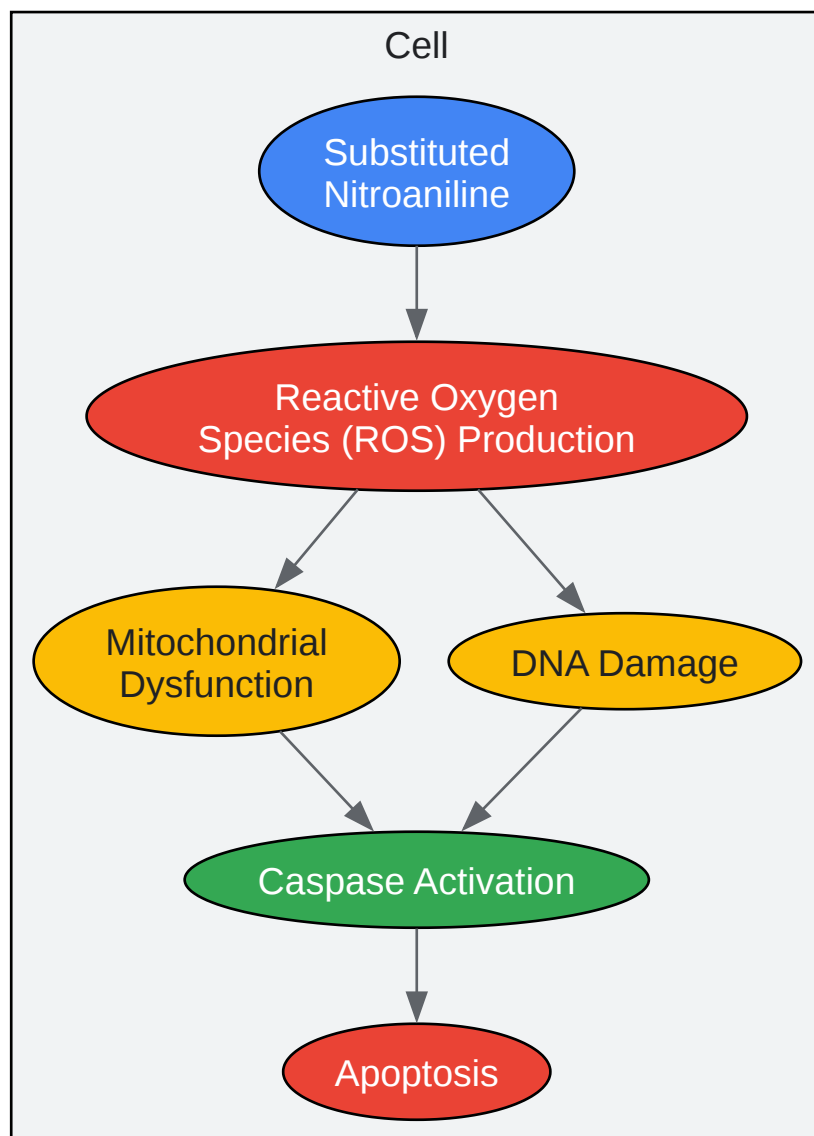 Cell
Substituted
Nitroaniline
Reactive Oxygen
Species (ROS) Production
Mitochondrial
Dysfunction
DNA Damage
Caspase Activation
Apoptosis